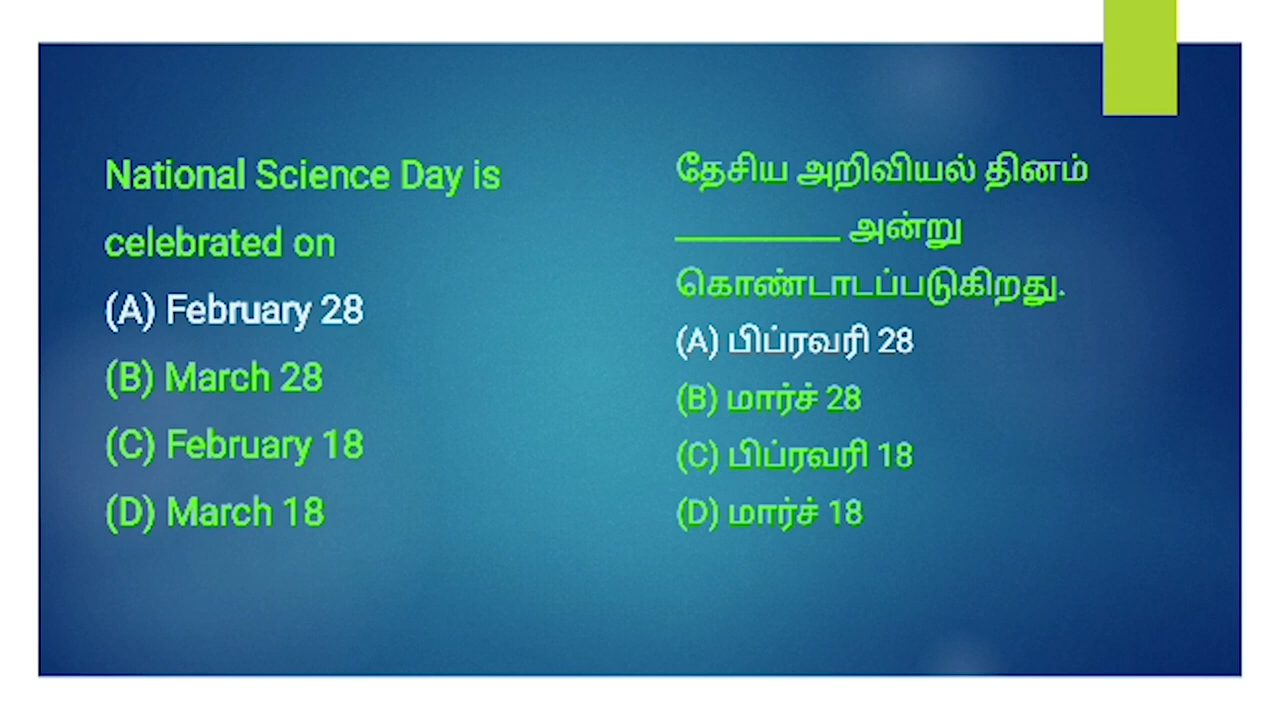 National Science Day is
celebrated on
(A) February 28
(B) March 28
(C) February 18
(D) March 18
தேசிய அறிவியல் தினம்
__________ அன்று
கொண்டாடப்படுகிறது.
(A) பிப்ரவரி 28
(B) மார்ச் 28
(C) பிப்ரவரி 18
(D) மார்ச் 18